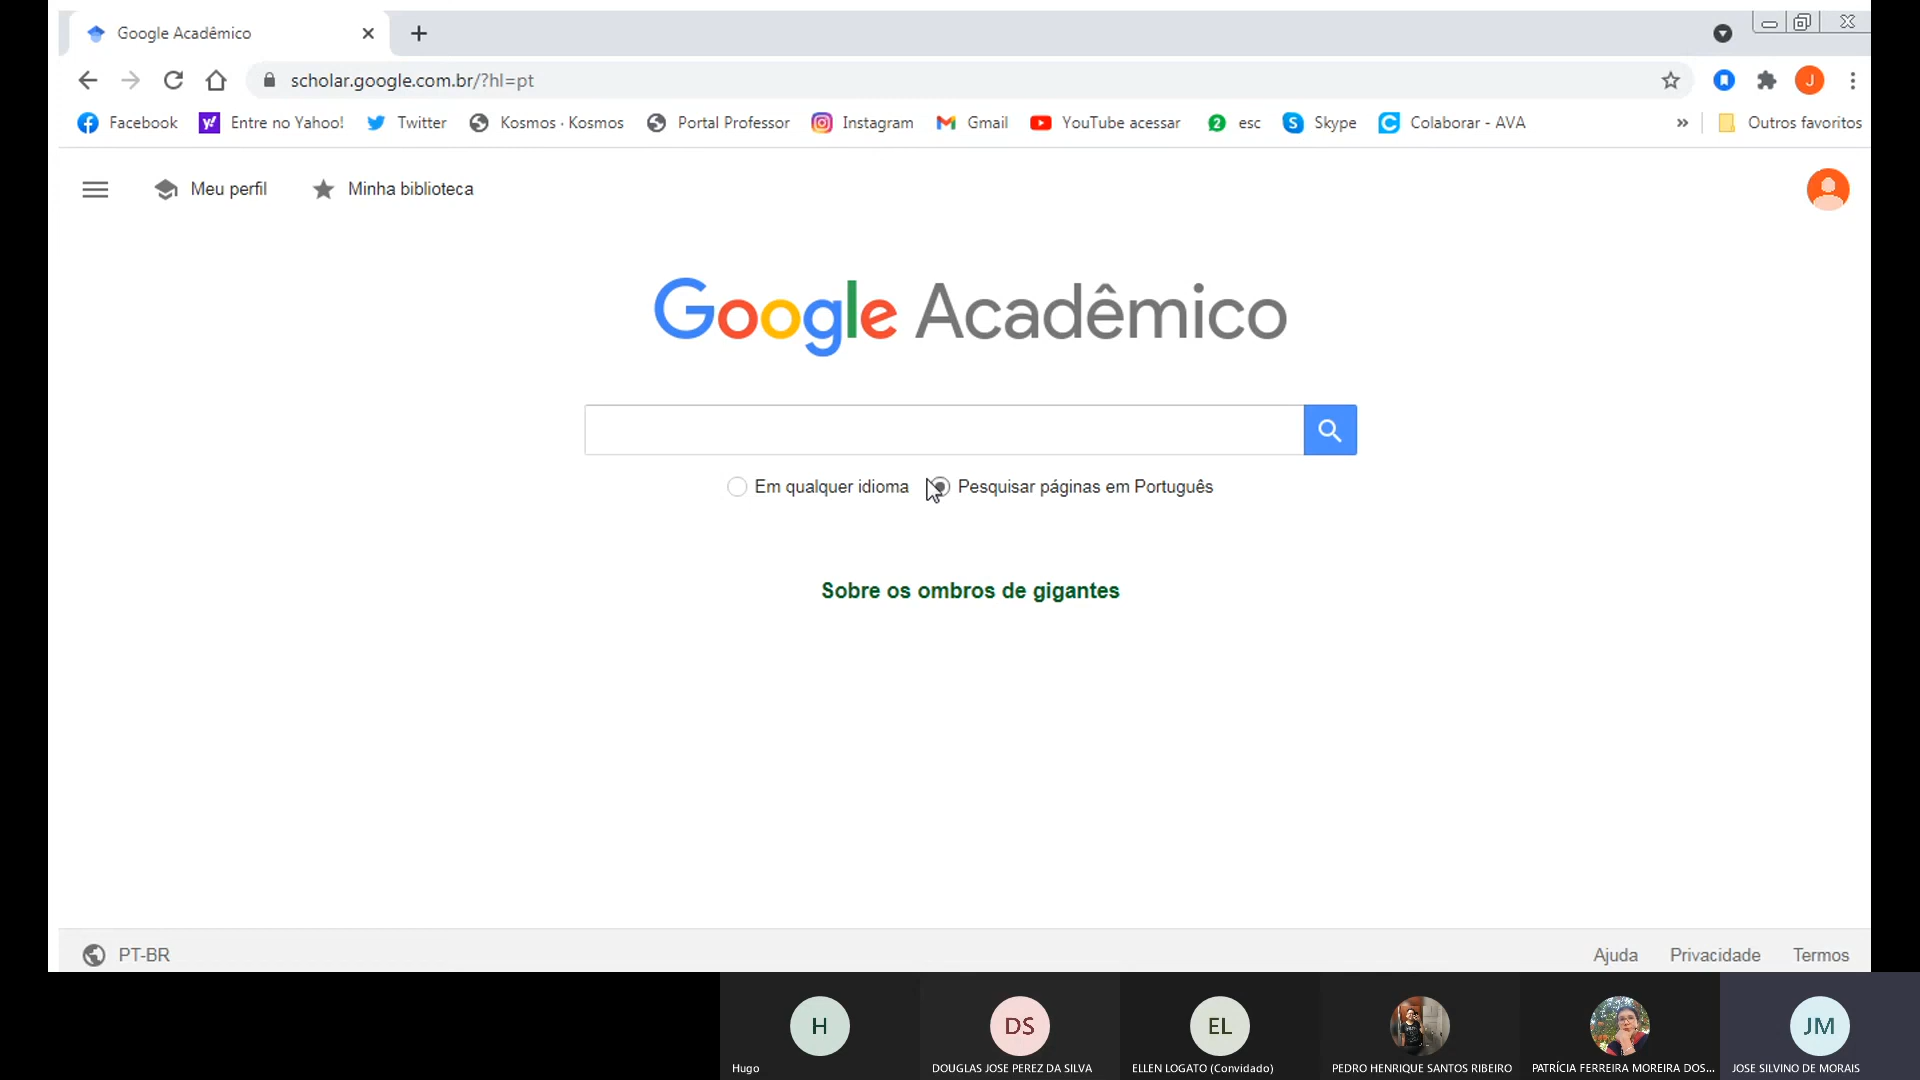 Google Acadêmico
scholar.google.com.br/?hl=pt
J
Facebook
y!
Entre no Yahoo!
Twitter
Kosmos · Kosmos
Portal Professor
Instagram
Gmail
YouTube acessar
2
esc
S
Skype
C
Colaborar - AVA
»
Outros favoritos
Meu perfil
Minha biblioteca
Google Acadêmico
Em qualquer idioma
Pesquisar páginas em Português
Sobre os ombros de gigantes
PT-BR
Ajuda
Privacidade
Termos
H
DS
EL
JM
Hugo
DOUGLAS JOSE PEREZ DA SILVA
ELLEN LOGATO (Convidado)
PEDRO HENRIQUE SANTOS RIBEIRO
PATRÍCIA FERREIRA MOREIRA DOS...
JOSE SILVINO DE MORAIS